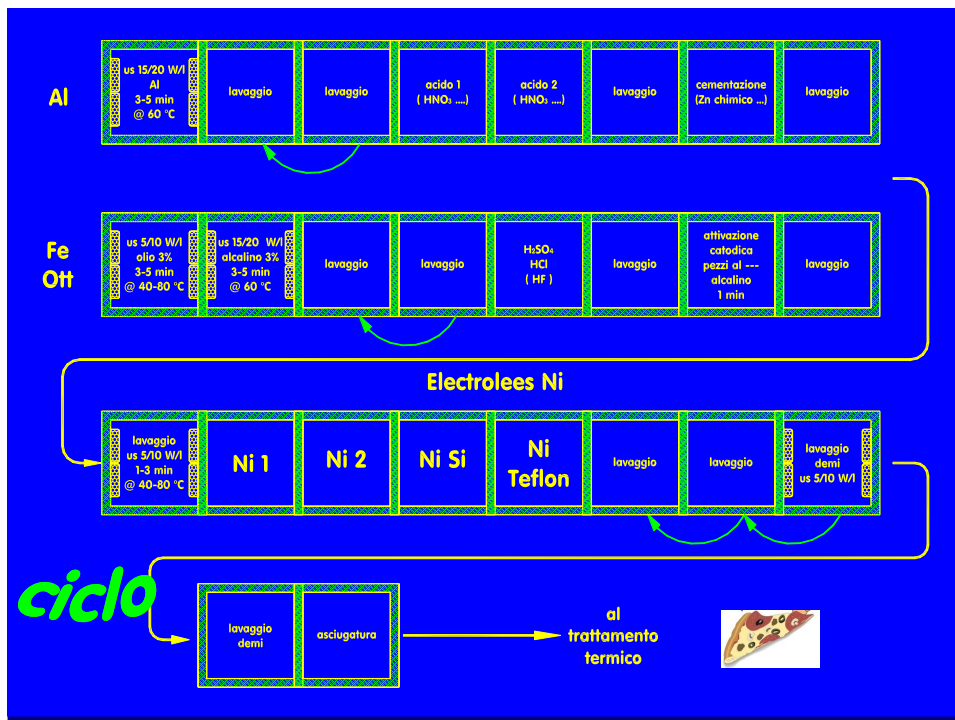 Al
us 15/20 W/l
Al
3-5 min
@ 60 °C
lavaggio
lavaggio
acido 1
( HNO₃ ....)
acido 2
( HNO₃ ....)
lavaggio
cementazione
(Zn chimico ...)
lavaggio
Fe
Ott
us 5/10 W/l
olio 3%
3-5 min
@ 40-80 °C
us 15/20 W/l
alcalino 3%
3-5 min
@ 60 °C
lavaggio
lavaggio
H₂SO₄
HCl
( HF )
lavaggio
attivazione
catodica
pezzi al ---
alcalino
1 min
lavaggio
Electrolees Ni
lavaggio
us 5/10 W/l
1-3 min
@ 40-80 °C
Ni 1
Ni 2
Ni Si
Ni
Teflon
lavaggio
lavaggio
lavaggio
demi
us 5/10 W/l
ciclo
lavaggio
demi
asciugatura
al
trattamento
termico